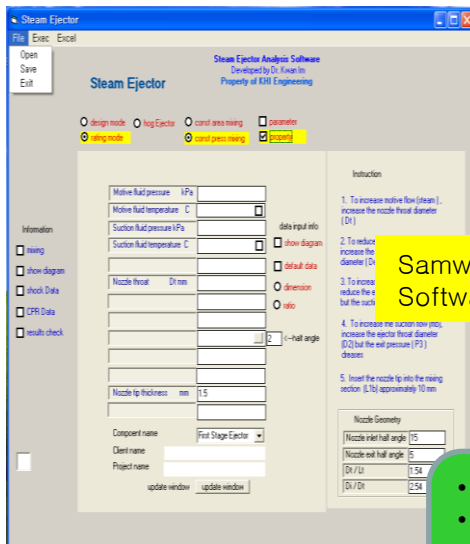 Steam Ejector
File Exec Excel
Open
Save
Exit
Steam Ejector Analysis Software
Developed by Dr. Kwan Im
Property of KHI Engineering
Steam Ejector
design mode hog Ejector const area mixing parameter
rating mode const press mixing property
Information
mixing
show diagram
shock Data
CPR Data
results check
Motive fluid pressure kPa
Motive fluid temperature C
Suction fluid pressure kPa
Suction fluid temperature C
Nozzle throat Dt mm
Nozzle tip thickness mm 1.5
data input info
show diagram
default data
dimension
ratio
2 <--half angle
Compoent name First Stage Ejector
Client name
Project name
update window update window
Instruction
1. To increase motive flow (steam ),
increase the nozzle throat diameter
( Dt )
2. To reduce
increase the
diameter
3. To
reduce the
but the
4. To increase the suction flow
increase the ejector throat diameter
(D2) but the exit pressure ( P3 )
dreases
5. Insert the nozzle tip into the mixing
section (L1b) approximately 10 mm
Samw
Softwa
Nozzle Geometry
Nozzle inlet half angle 15
Nozzle exit half angle 5
Dt / Lt 1.54
Di / Dt 2.54
•
•